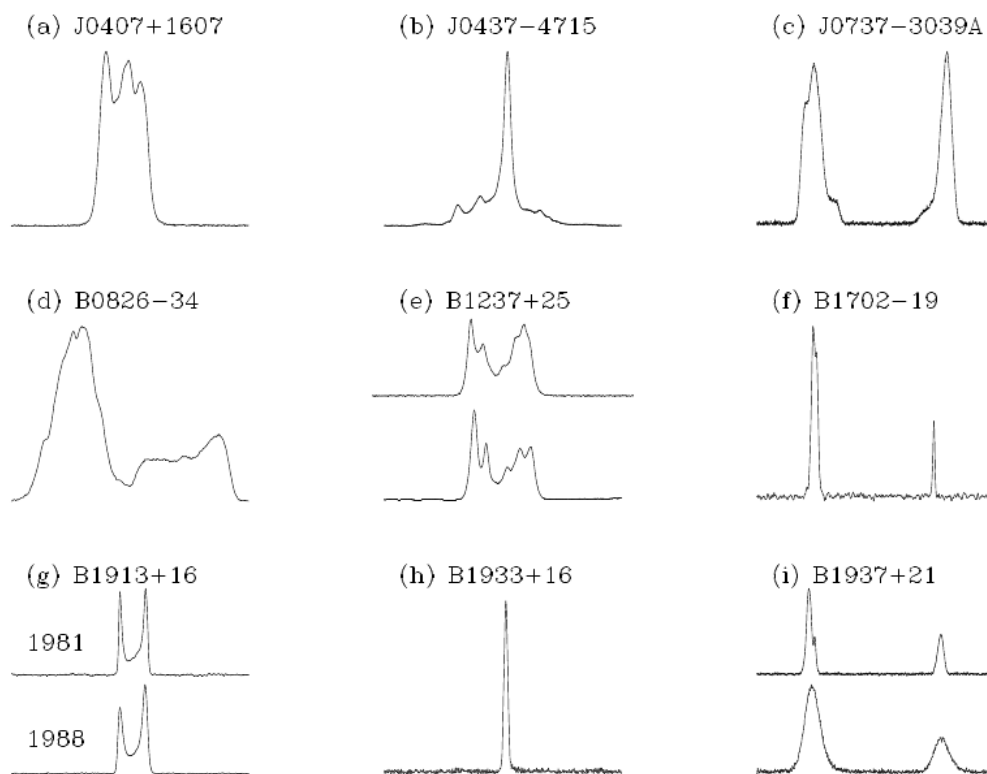 (a) J0407+1607
(b) J0437−4715
(c) J0737−3039A
(d) B0826−34
(e) B1237+25
(f) B1702−19
(g) B1913+16
1981
1988
(h) B1933+16
(i) B1937+21